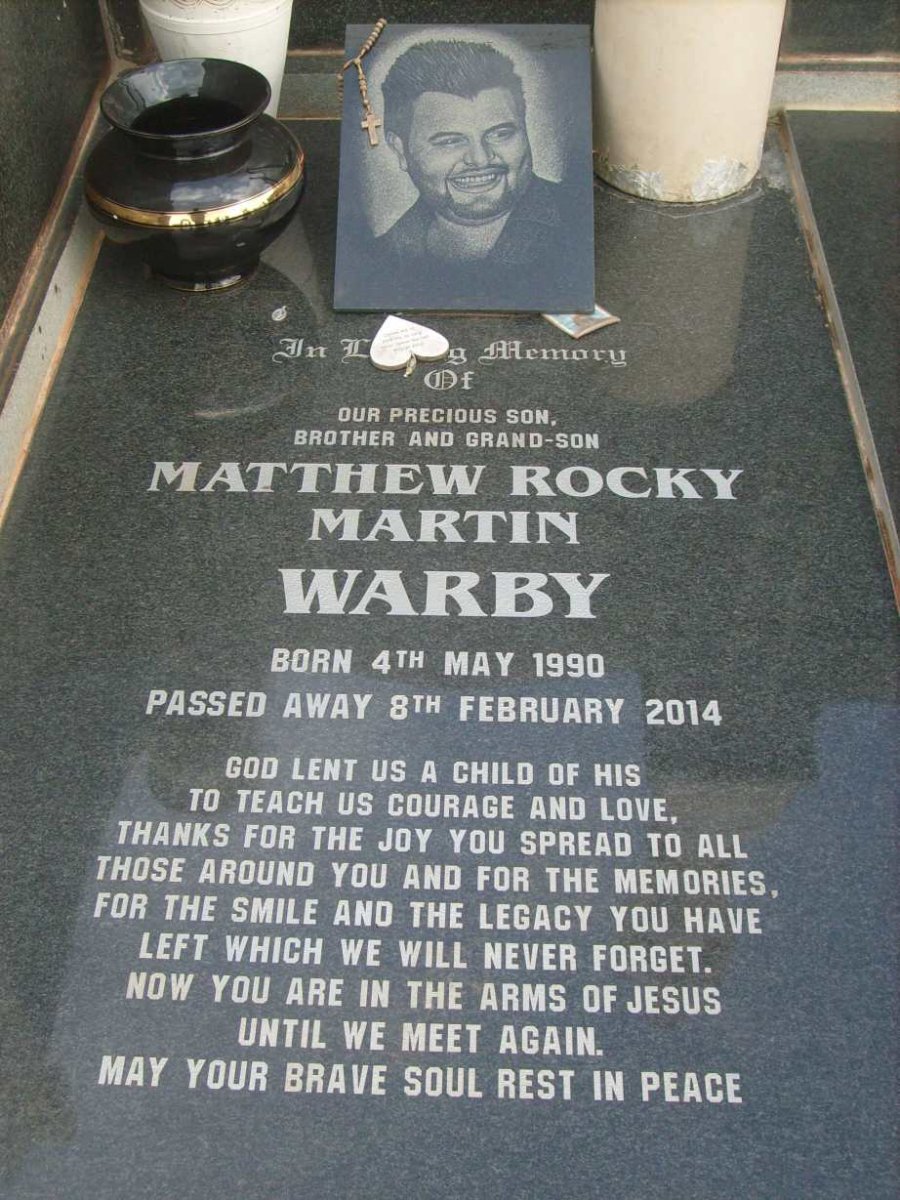 In L g Memory
Of
OUR PRECIOUS SON,
BROTHER AND GRAND-SON
MATTHEW ROCKY
MARTIN
WARBY
BORN 4TH MAY 1990
PASSED AWAY 8TH FEBRUARY 2014
GOD LENT US A CHILD OF HIS
TO TEACH US COURAGE AND LOVE,
THANKS FOR THE JOY YOU SPREAD TO ALL
THOSE AROUND YOU AND FOR THE MEMORIES,
FOR THE SMILE AND THE LEGACY YOU HAVE
LEFT WHICH WE WILL NEVER FORGET.
NOW YOU ARE IN THE ARMS OF JESUS
UNTIL WE MEET AGAIN.
MAY YOUR BRAVE SOUL REST IN PEACE